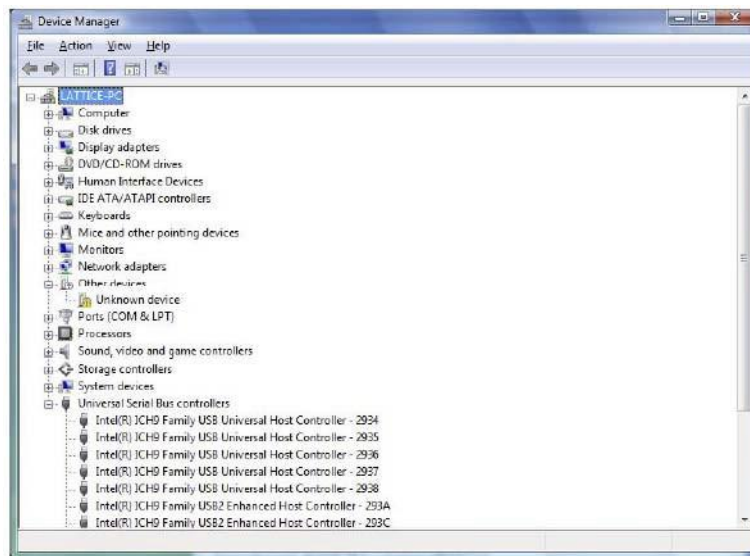 Device Manager
File Action View Help
LATTICE-PC
Computer
Disk drives
Display adapters
DVD/CD-ROM drives
Human Interface Devices
IDE ATA/ATAPI controllers
Keyboards
Mice and other pointing devices
Monitors
Network adapters
Other devices
Unknown device
Ports (COM & LPT)
Processors
Sound, video and game controllers
Storage controllers
System devices
Universal Serial Bus controllers
Intel(R) ICH9 Family USB Universal Host Controller - 2934
Intel(R) ICH9 Family USB Universal Host Controller - 2935
Intel(R) ICH9 Family USB Universal Host Controller - 2936
Intel(R) ICH9 Family USB Universal Host Controller - 2937
Intel(R) ICH9 Family USB Universal Host Controller - 2938
Intel(R) ICH9 Family USB2 Enhanced Host Controller - 293A
Intel(R) ICH9 Family USB2 Enhanced Host Controller - 293C